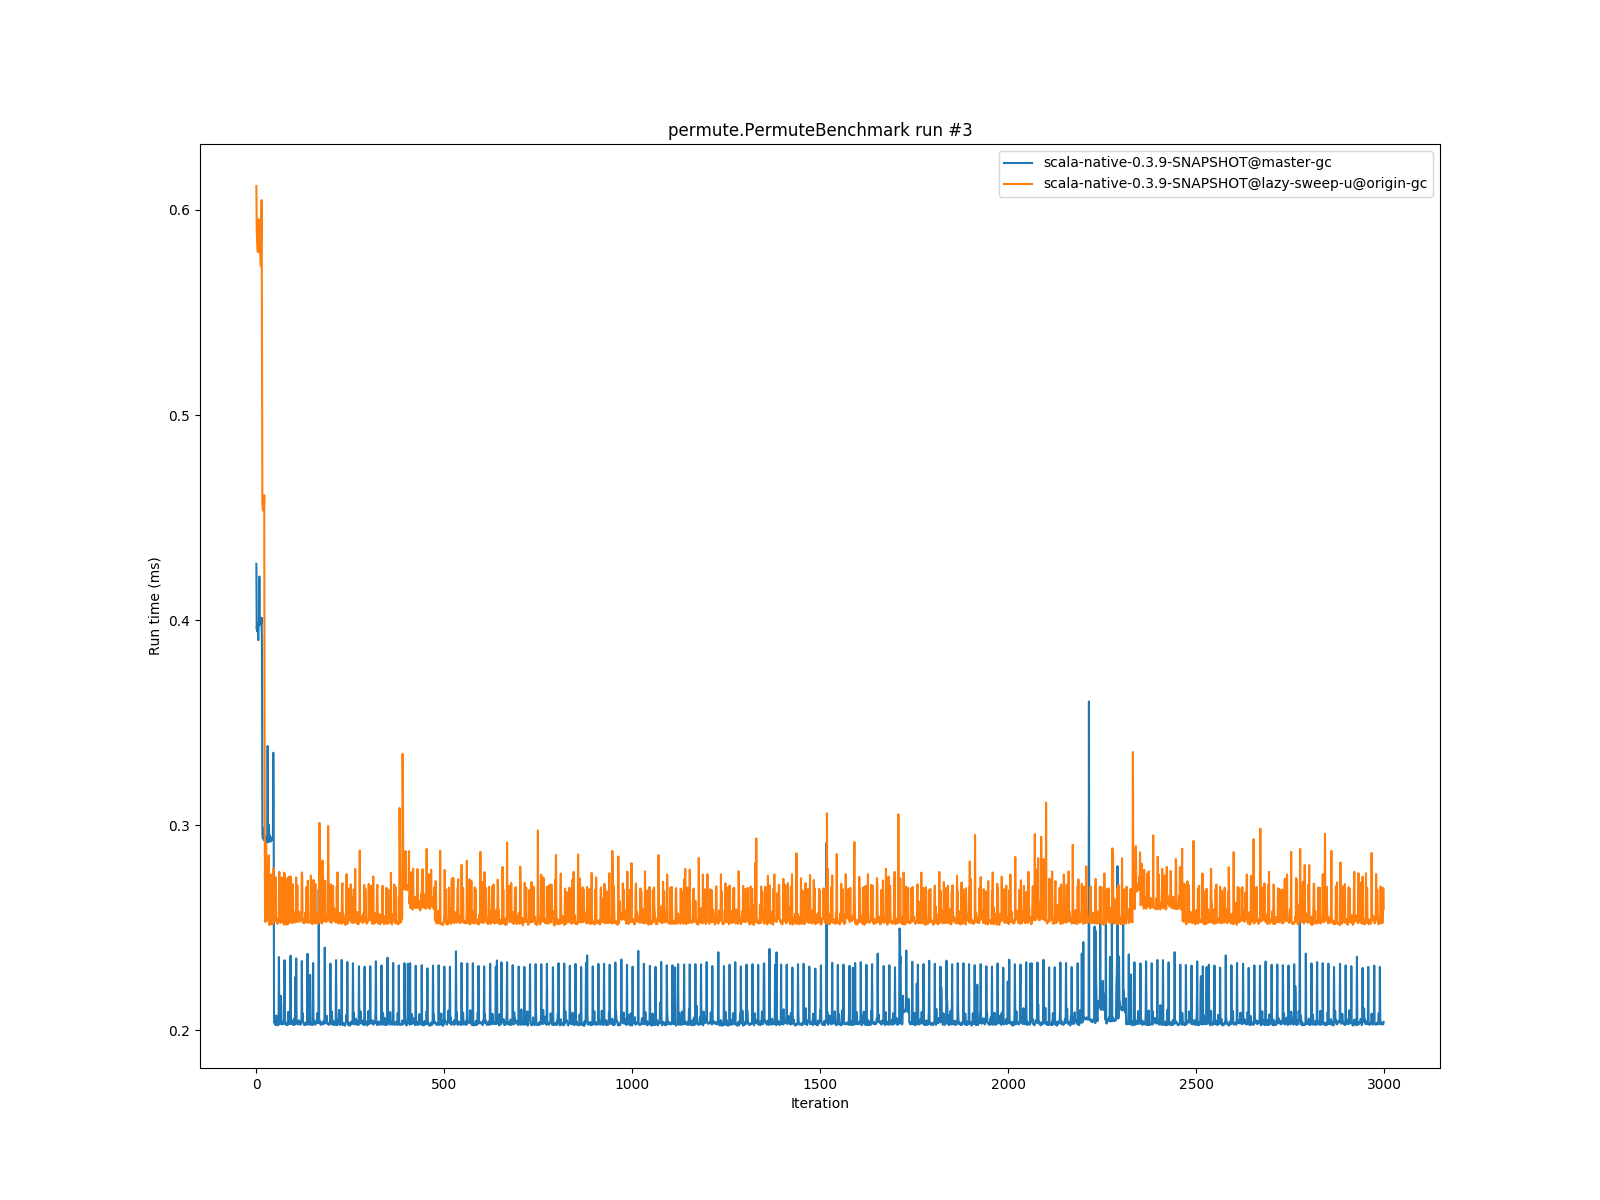 permute.PermuteBenchmark run #3
scala-native-0.3.9-SNAPSHOT@master-gc
scala-native-0.3.9-SNAPSHOT@lazy-sweep-u@origin-gc
Run time (ms)
0.6
0.5
0.4
0.3
0.2
0 500 1000 1500 2000 2500 3000
Iteration